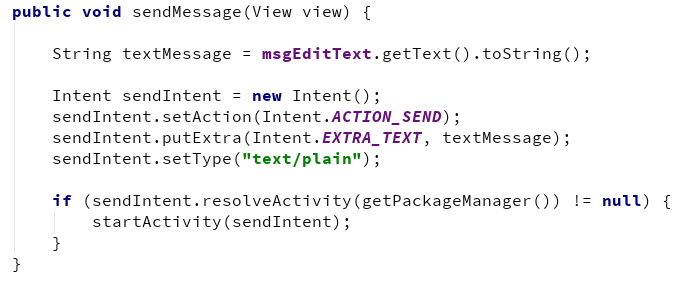 public void sendMessage(View view) {
String textMessage = msgEditText.getText().toString();
Intent sendIntent = new Intent();
sendIntent.setAction(Intent.ACTION_SEND);
sendIntent.putExtra(Intent.EXTRA_TEXT, textMessage);
sendIntent.setType("text/plain");
if (sendIntent.resolveActivity(getPackageManager()) != null) {
startActivity(sendIntent);
}
}